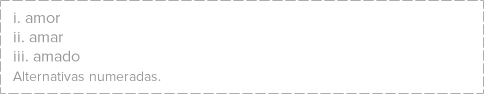 i. amor
ii. amar
iii. amado
Alternativas numeradas.